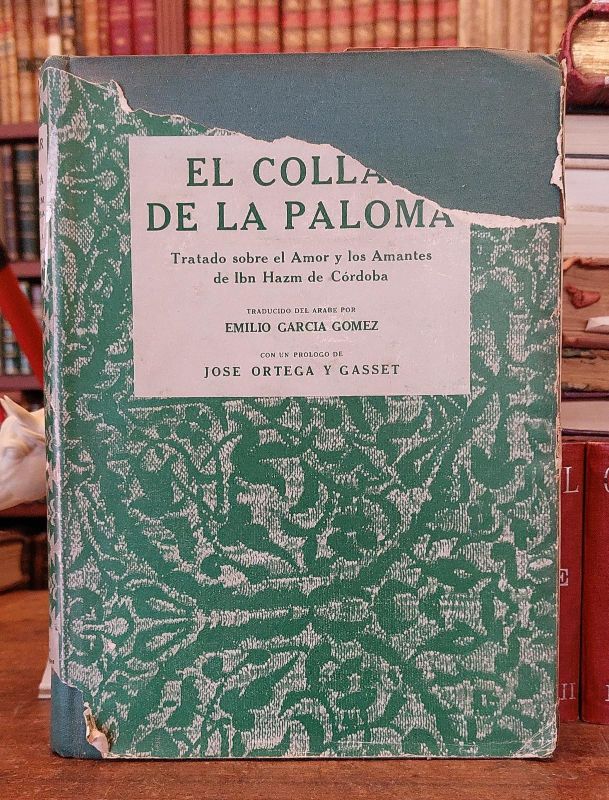 EL COLLA
DE LA PALOMA
Tratado sobre el Amor y los Amantes
de Ibn Hazm de Córdoba
TRADUCIDO DEL ARABE POR
EMILIO GARCIA GOMEZ
CON UN PROLOGO DE
JOSE ORTEGA Y GASSET